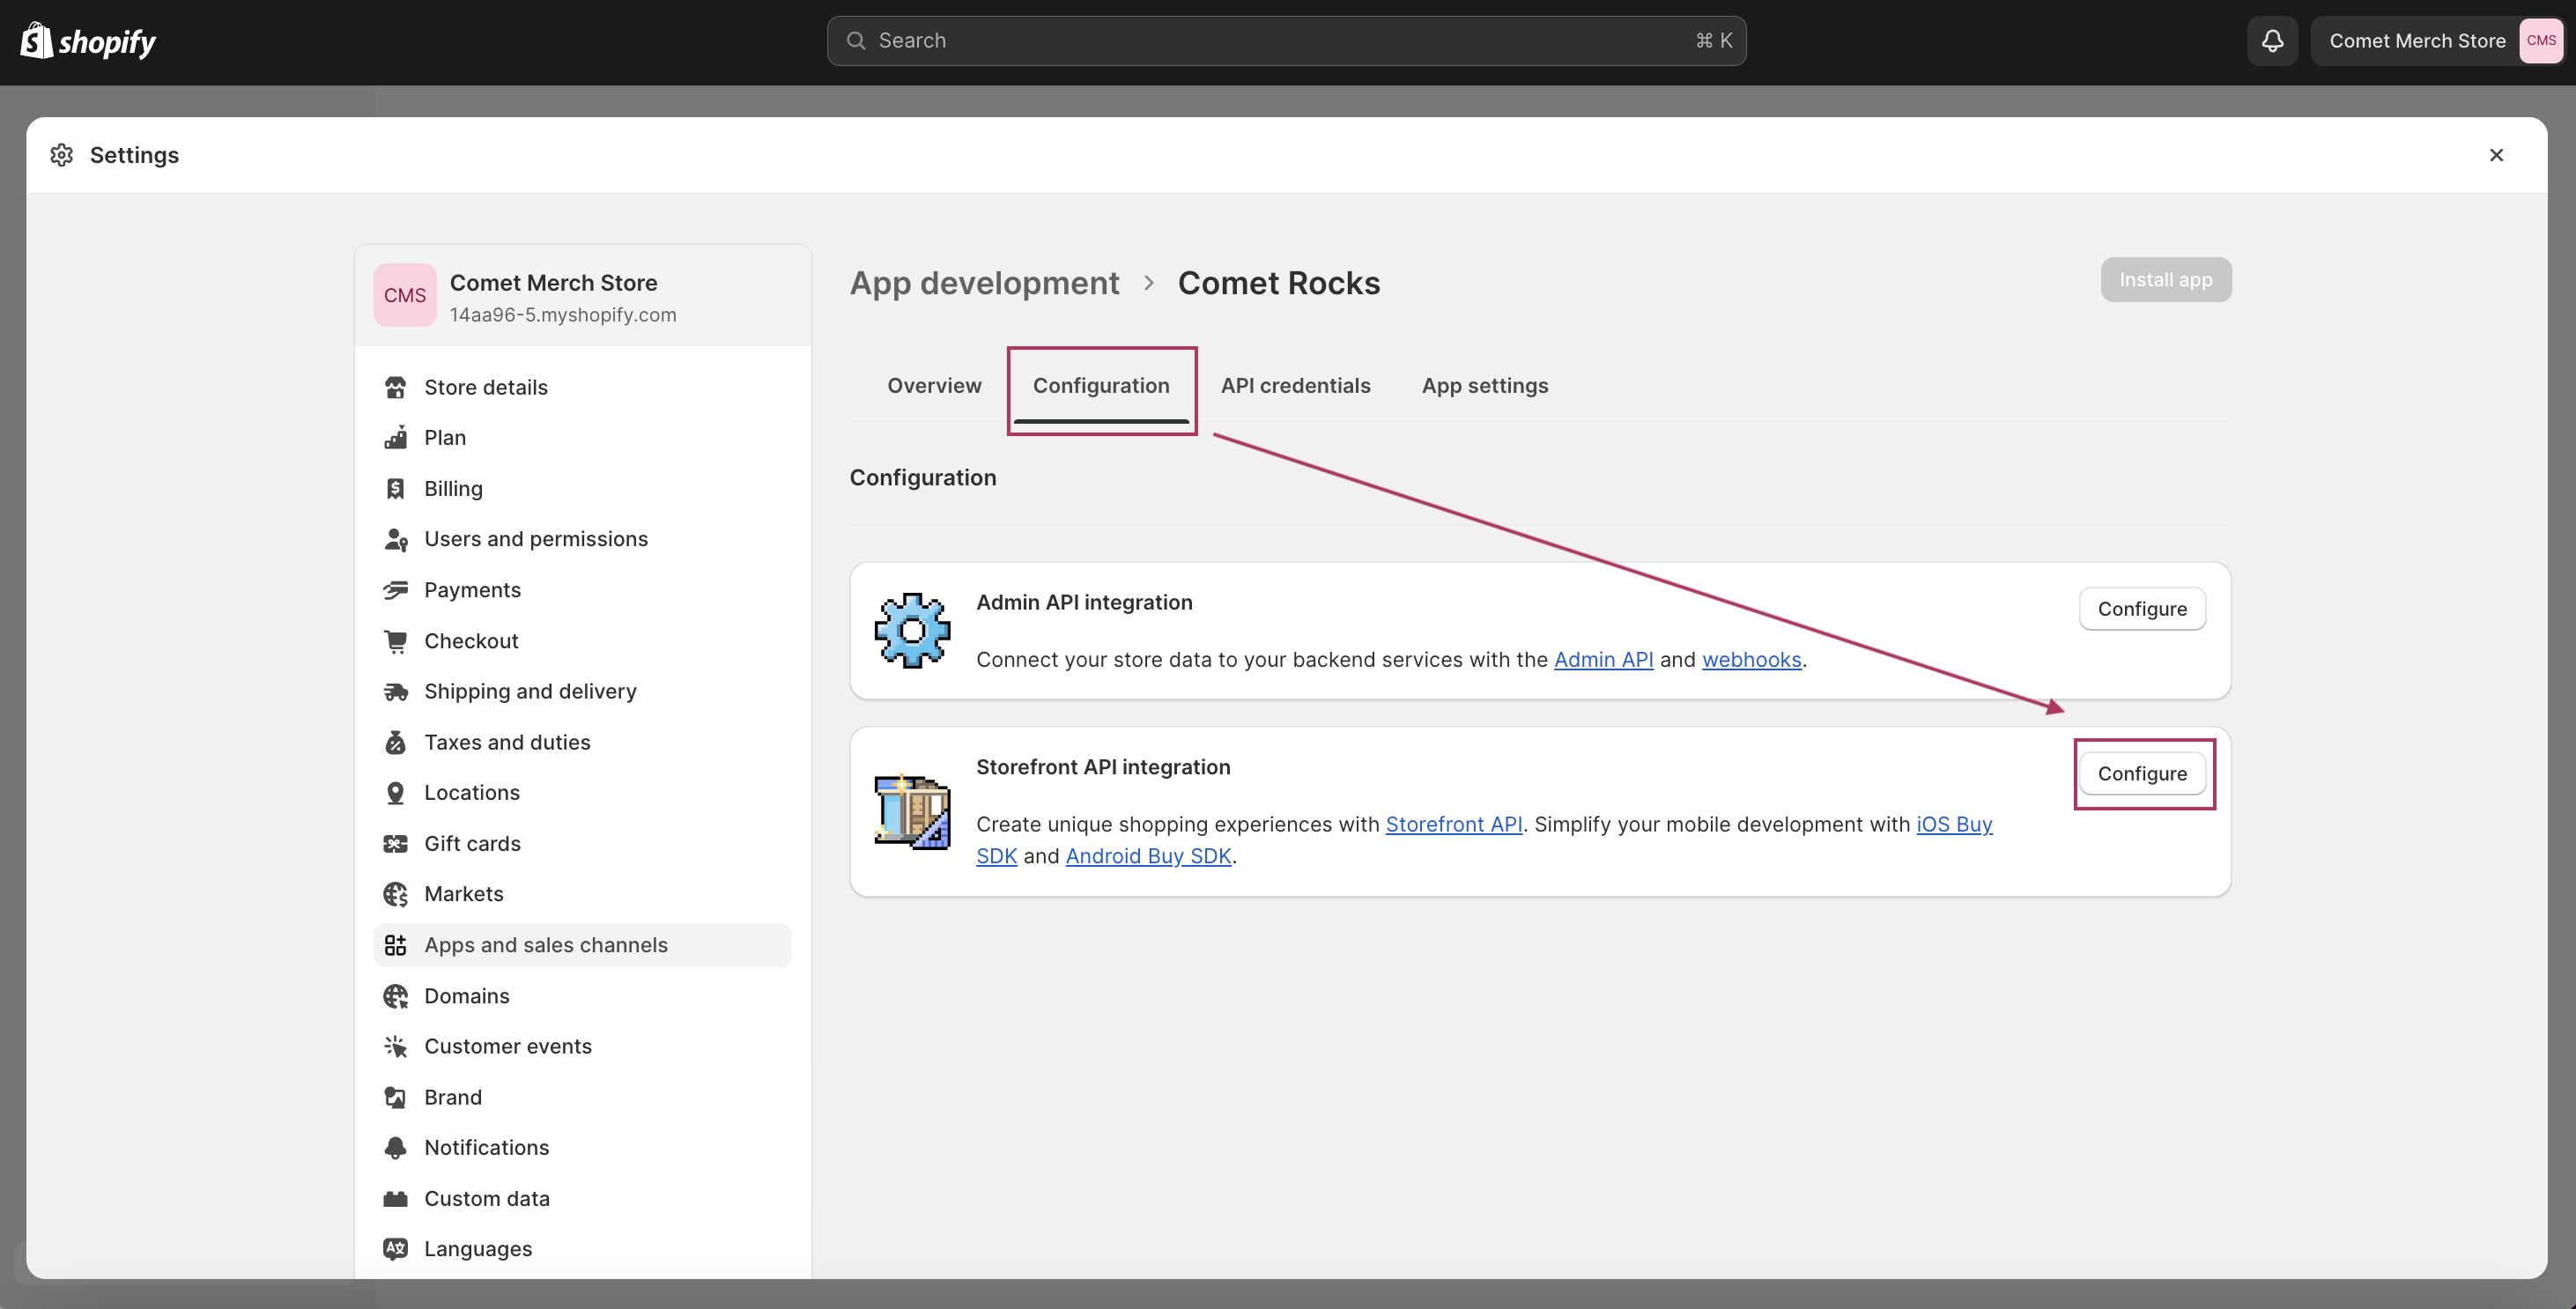 shopify
Search
⌘ K
Comet Merch Store
CMS
Settings
CMS
Comet Merch Store
14aa96-5.myshopify.com
Store details
Plan
Billing
Users and permissions
Payments
Checkout
Shipping and delivery
Taxes and duties
Locations
Gift cards
Markets
Apps and sales channels
Domains
Customer events
Brand
Notifications
Custom data
Languages
App development > Comet Rocks
Install app
Overview
Configuration
API credentials
App settings
Configuration
Admin API integration
Configure
Connect your store data to your backend services with the Admin API and webhooks.
Storefront API integration
Configure
Create unique shopping experiences with Storefront API. Simplify your mobile development with iOS Buy
SDK and Android Buy SDK.